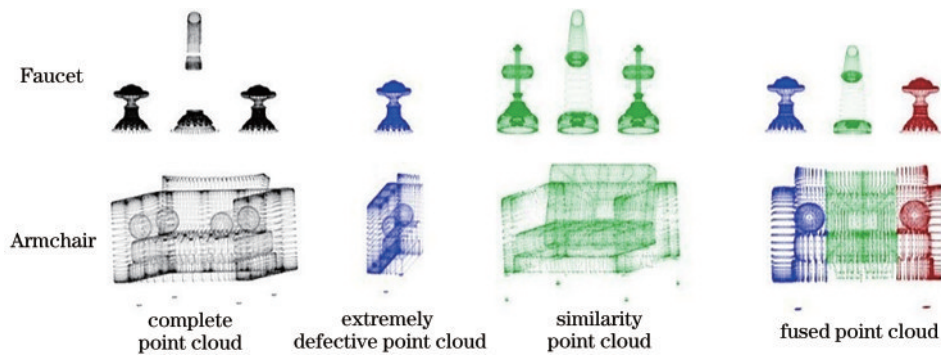 Faucet
Armchair
complete
point cloud
extremely
defective point cloud
similarity
point cloud
fused point cloud